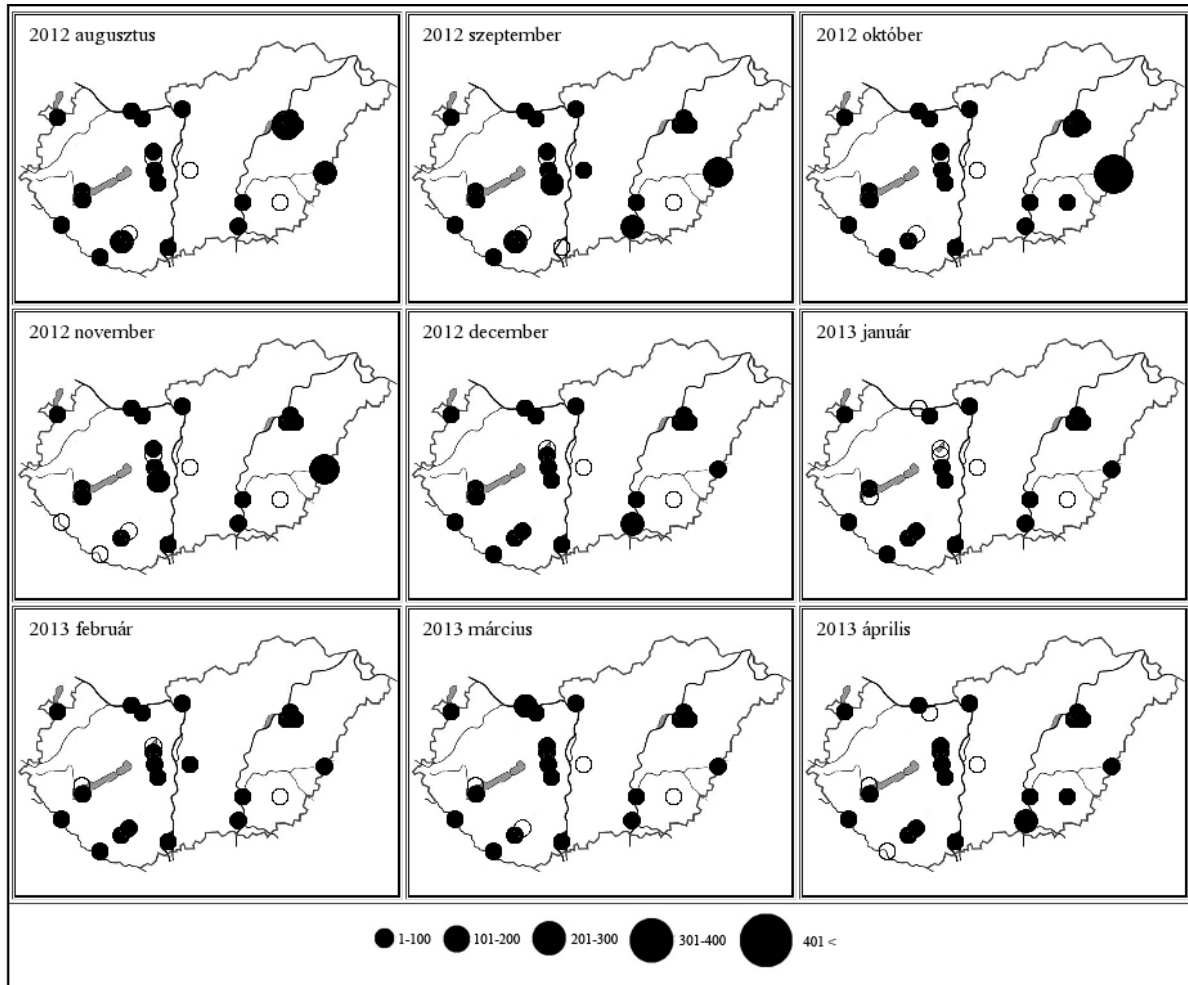 2012 augusztus
2012 szeptember
2012 október
2012 november
2012 december
2013 január
2013 február
2013 március
2013 április
1-100 101-200 201-300 301-400 401 <